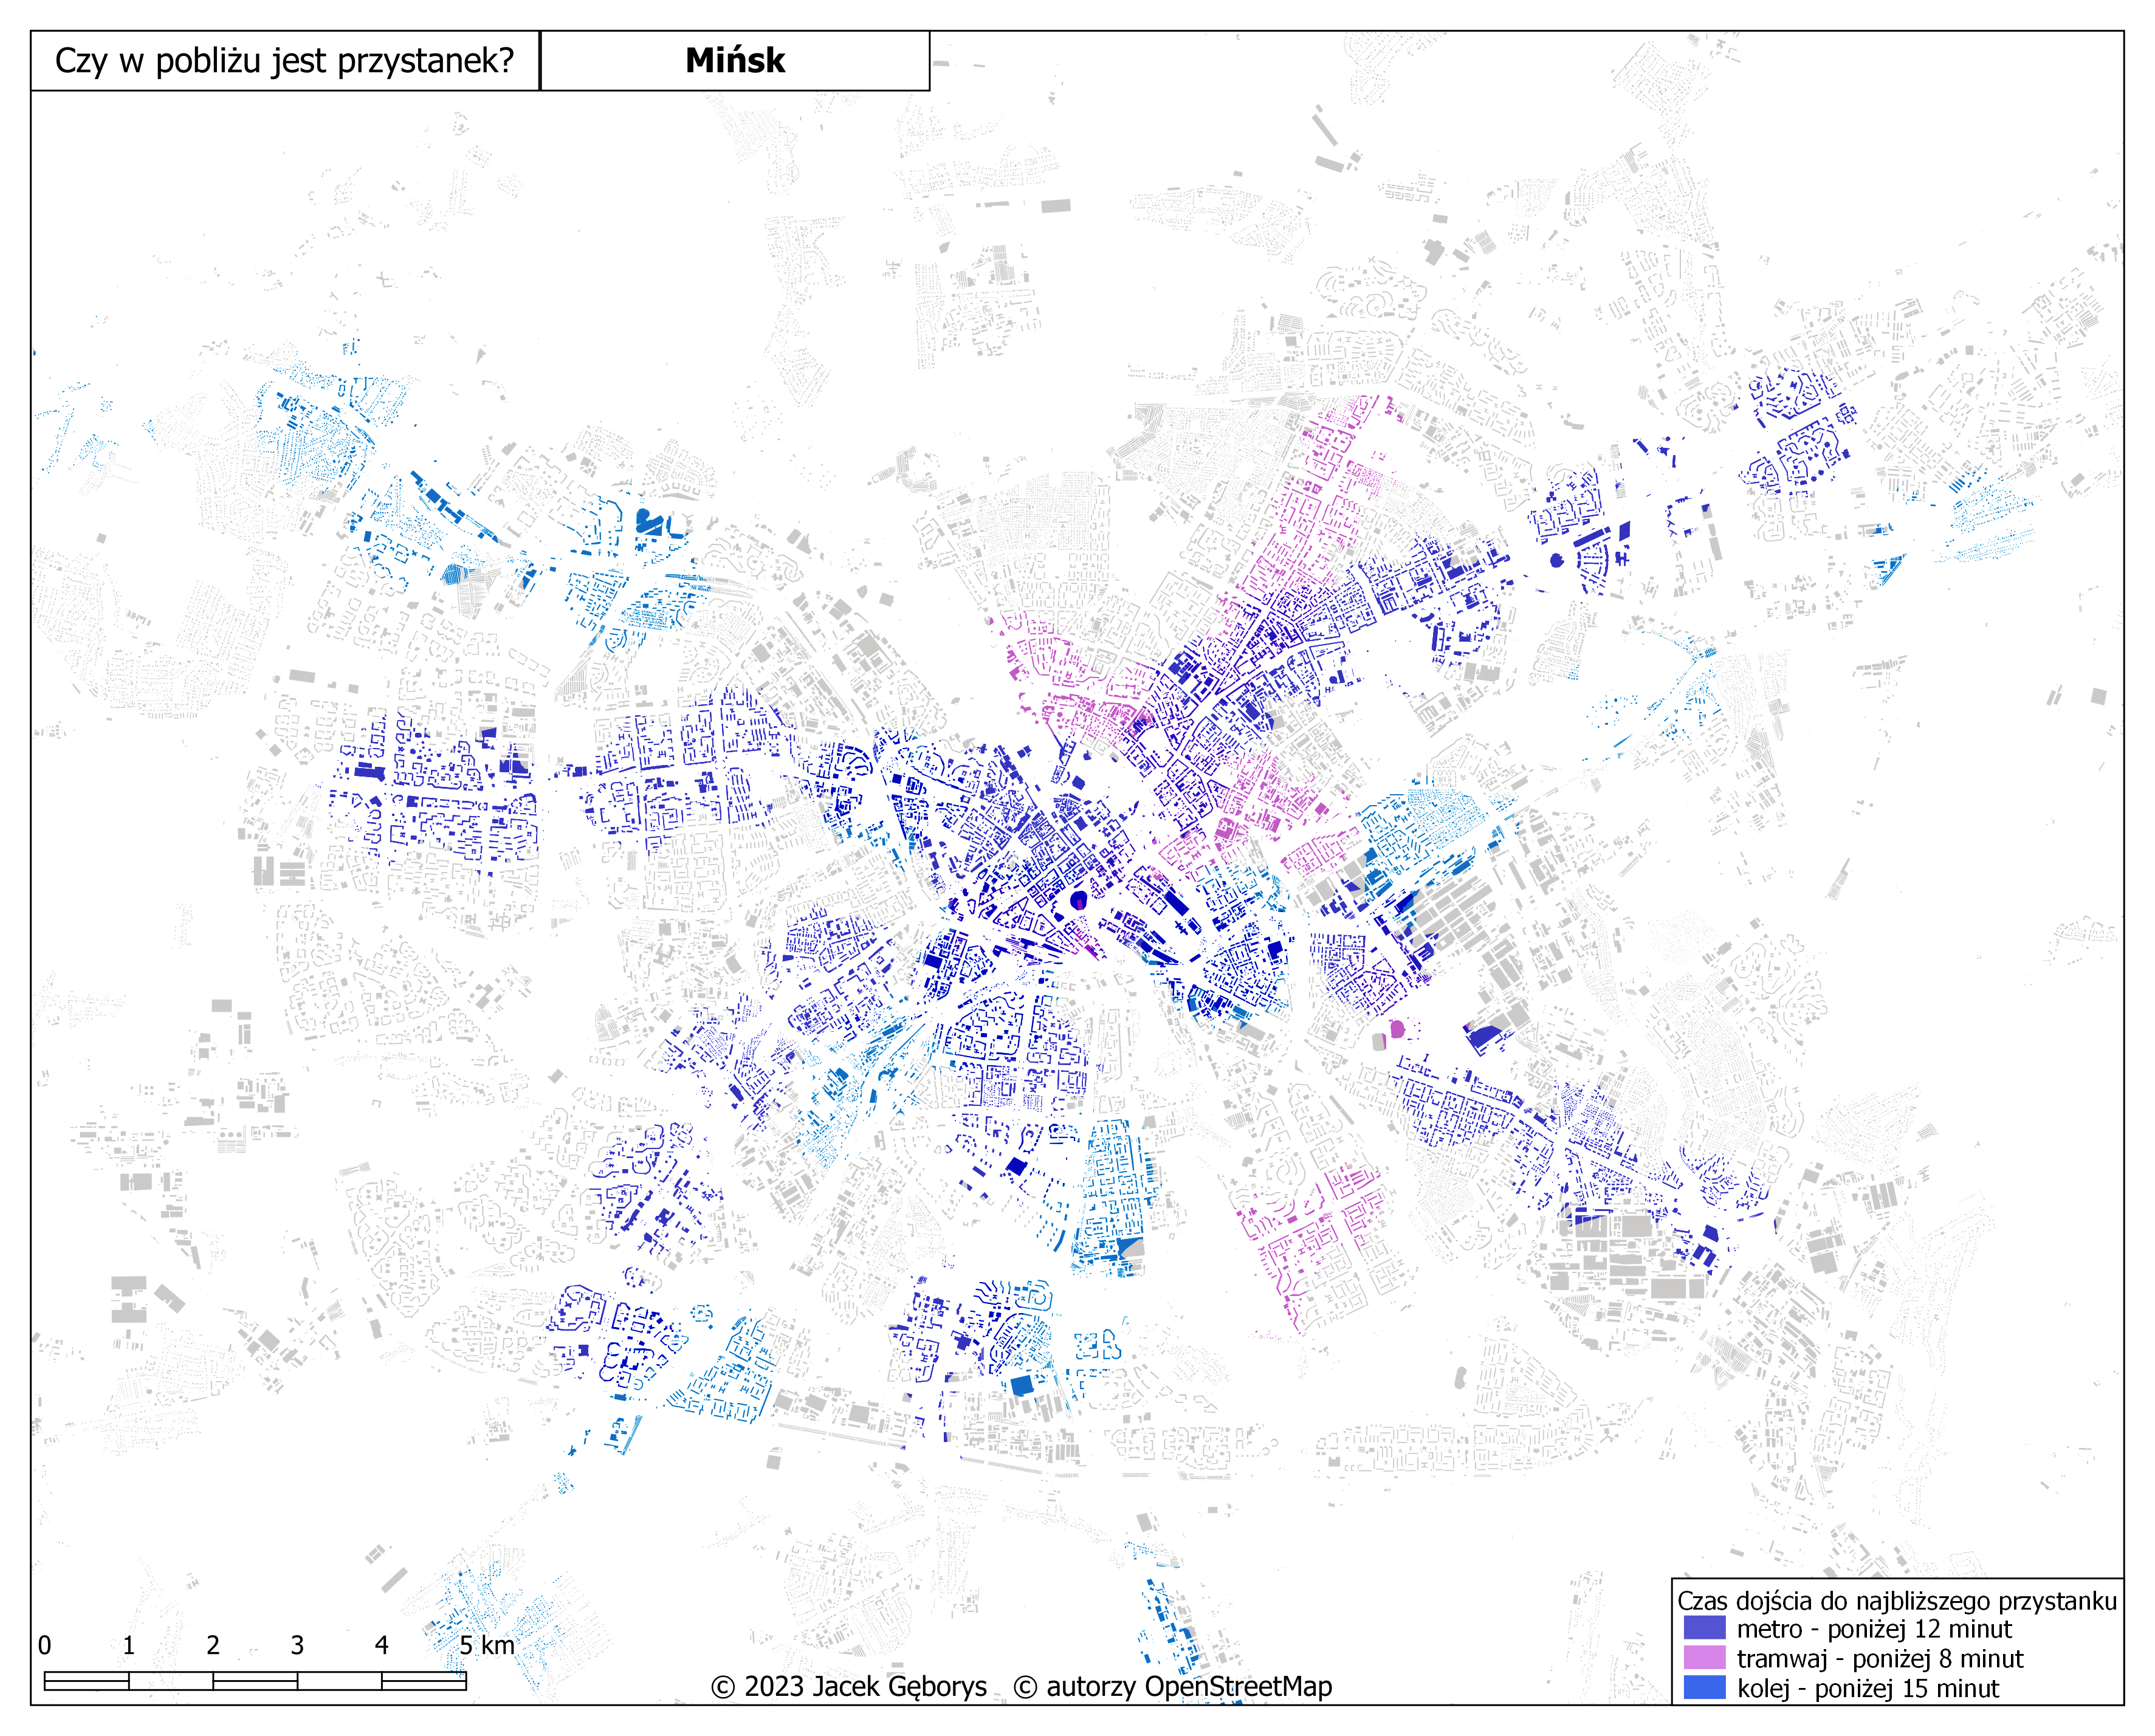 Czy w pobliżu jest przystanek? Mińsk
0 1 2 3 4 5 km
© 2023 Jacek Gęborys © autorzy OpenStreetMap
Czas dojścia do najbliższego przystanku
metro - poniżej 12 minut
tramwaj - poniżej 8 minut
kolej - poniżej 15 minut